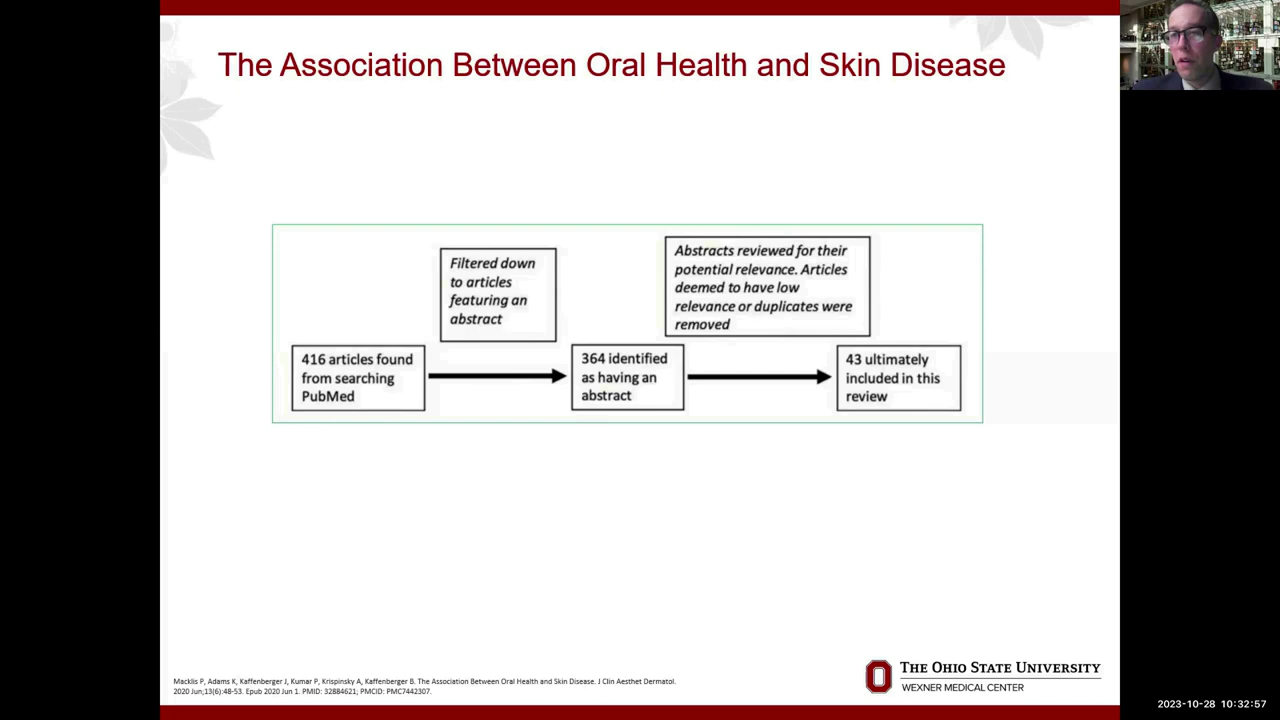 The Association Between Oral Health and Skin Disease
Filtered down
to articles
featuring an
abstract
Abstracts reviewed for their
potential relevance. Articles
deemed to have low
relevance or duplicates were
removed
416 articles found
from searching
PubMed
364 identified
as having an
abstract
43 ultimately
included in this
review
Macklis P, Adams K, Kaffenberger J, Kumar P, Krispinsky A, Kaffenberger B. The Association Between Oral Health and Skin Disease. J Clin Aesthet Dermatol.
2020 Jun;13(6):48-53. Epub 2020 Jun 1. PMID: 32884621; PMCID: PMC7442307.
THE OHIO STATE UNIVERSITY
WEXNER MEDICAL CENTER
2023-10-28 10:32:57